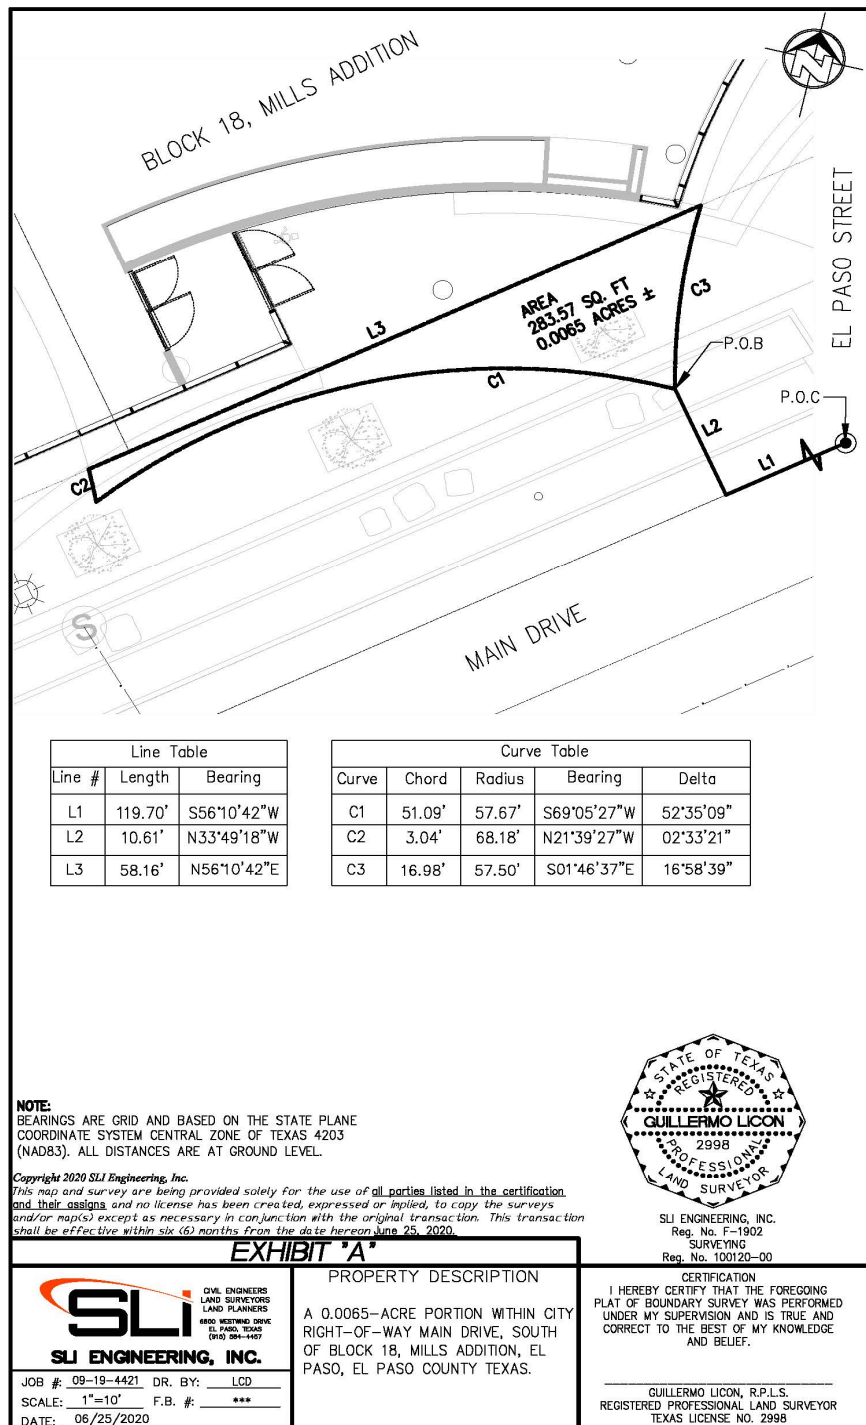 BLOCK 18, MILLS ADDITION
N
EL PASO STREET
AREA
283.57 SQ. FT
0.0065 ACRES ±
L3
C3
C1
P.O.B
P.O.C
L2
L1
C2
S
MAIN DRIVE
Line Table
Line # Length Bearing
L1 119.70' S56°10'42"W
L2 10.61' N33°49'18"W
L3 58.16' N56°10'42"E
Curve Table
Curve Chord Radius Bearing Delta
C1 51.09' 57.67' S69°05'27"W 52°35'09"
C2 3.04' 68.18' N21°39'27"W 02°33'21"
C3 16.98' 57.50' S01°46'37"E 16°58'39"
NOTE:
BEARINGS ARE GRID AND BASED ON THE STATE PLANE
COORDINATE SYSTEM CENTRAL ZONE OF TEXAS 4203
(NAD83). ALL DISTANCES ARE AT GROUND LEVEL.
Copyright 2020 SLI Engineering, Inc.
This map and survey are being provided solely for the use of all parties listed in the certification
and their assigns and no license has been created, expressed or implied, to copy the surveys
and/or map(s) except as necessary in conjunction with the original transaction. This transaction
shall be effective within six (6) months from the date hereon June 25, 2020.
STATE OF TEXAS
REGISTERED
GUILLERMO LICON
2998
PROFESSIONAL
LAND SURVEYOR
SLI ENGINEERING, INC.
Reg. No. F-1902
SURVEYING
Reg. No. 100120-00
EXHIBIT "A"
SLI
CIVIL ENGINEERS
LAND SURVEYORS
LAND PLANNERS
6600 WESTWIND DRIVE
EL PASO, TEXAS
(915) 584-4457
SLI ENGINEERING, INC.
JOB #: 09-19-4421 DR. BY: LCD
SCALE: 1"=10' F.B. #: ***
DATE: 06/25/2020
PROPERTY DESCRIPTION
A 0.0065-ACRE PORTION WITHIN CITY
RIGHT-OF-WAY MAIN DRIVE, SOUTH
OF BLOCK 18, MILLS ADDITION, EL
PASO, EL PASO COUNTY TEXAS.
CERTIFICATION
I HEREBY CERTIFY THAT THE FOREGOING
PLAT OF BOUNDARY SURVEY WAS PERFORMED
UNDER MY SUPERVISION AND IS TRUE AND
CORRECT TO THE BEST OF MY KNOWLEDGE
AND BELIEF.
GUILLERMO LICON, R.P.L.S.
REGISTERED PROFESSIONAL LAND SURVEYOR
TEXAS LICENSE NO. 2998